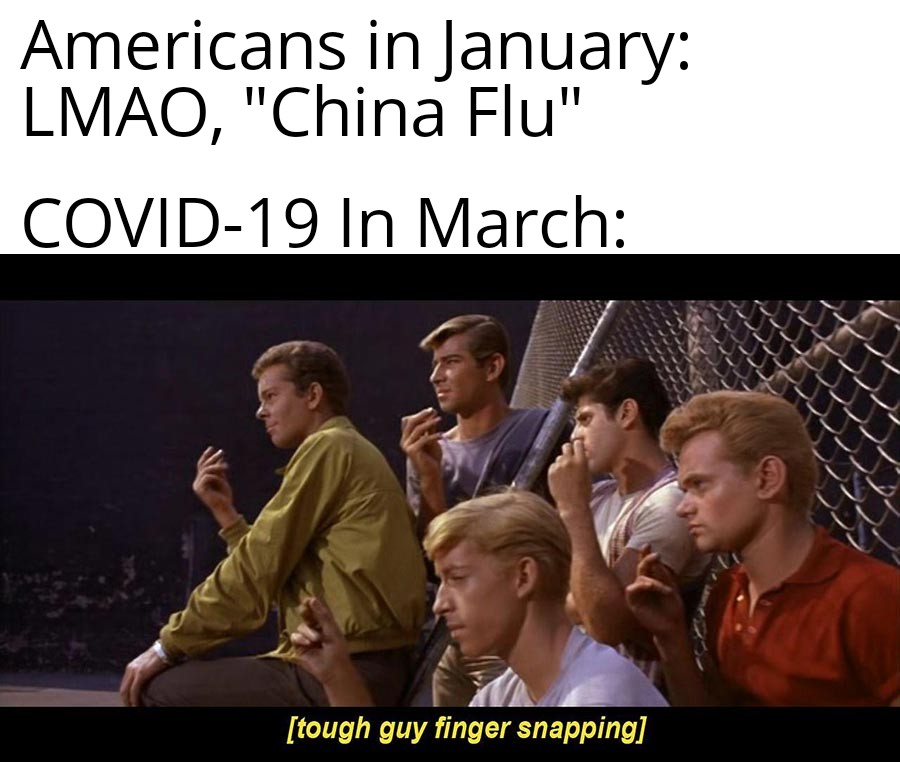 Americans in January:
LMAO, "China Flu"
COVID-19 In March:
[tough guy finger snapping]